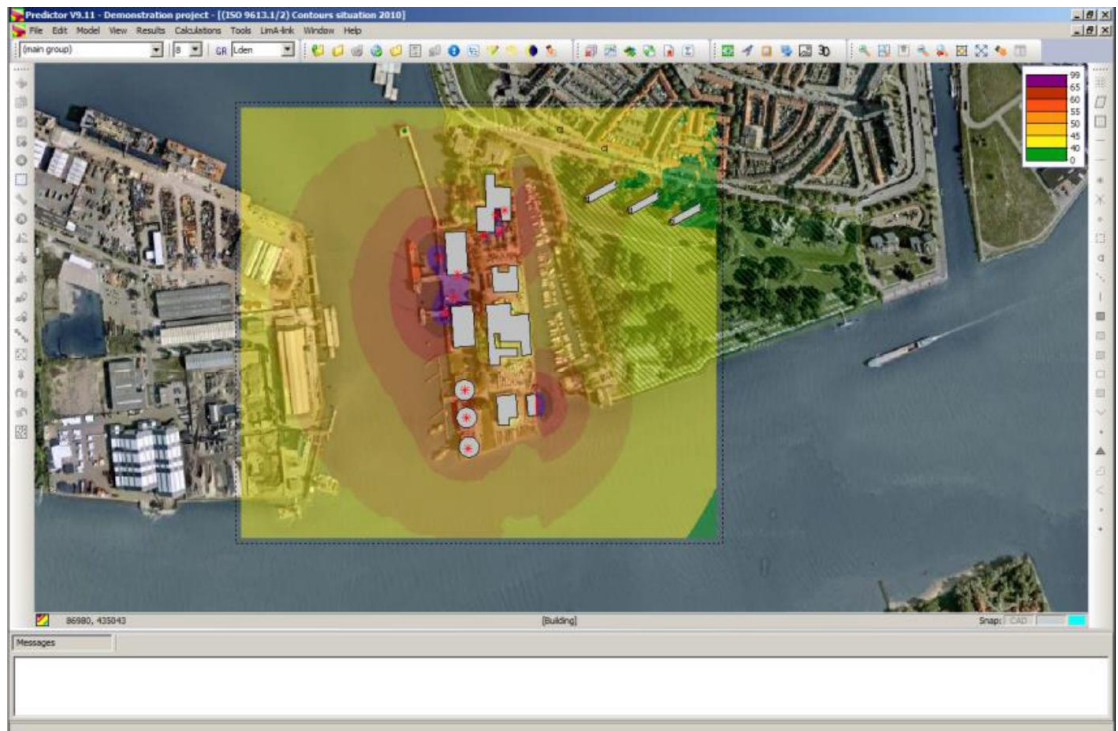 Predictor V9.11 - Demonstration project - [(ISO 9613.1/2) Contours situation 2010]
File Edit Model View Results Calculations Tools LimA-link Window Help
(main group) 8 GR Lden 3D
99
65
60
55
50
45
40
0
86980, 435043 [Building] Snap: CAD
Messages